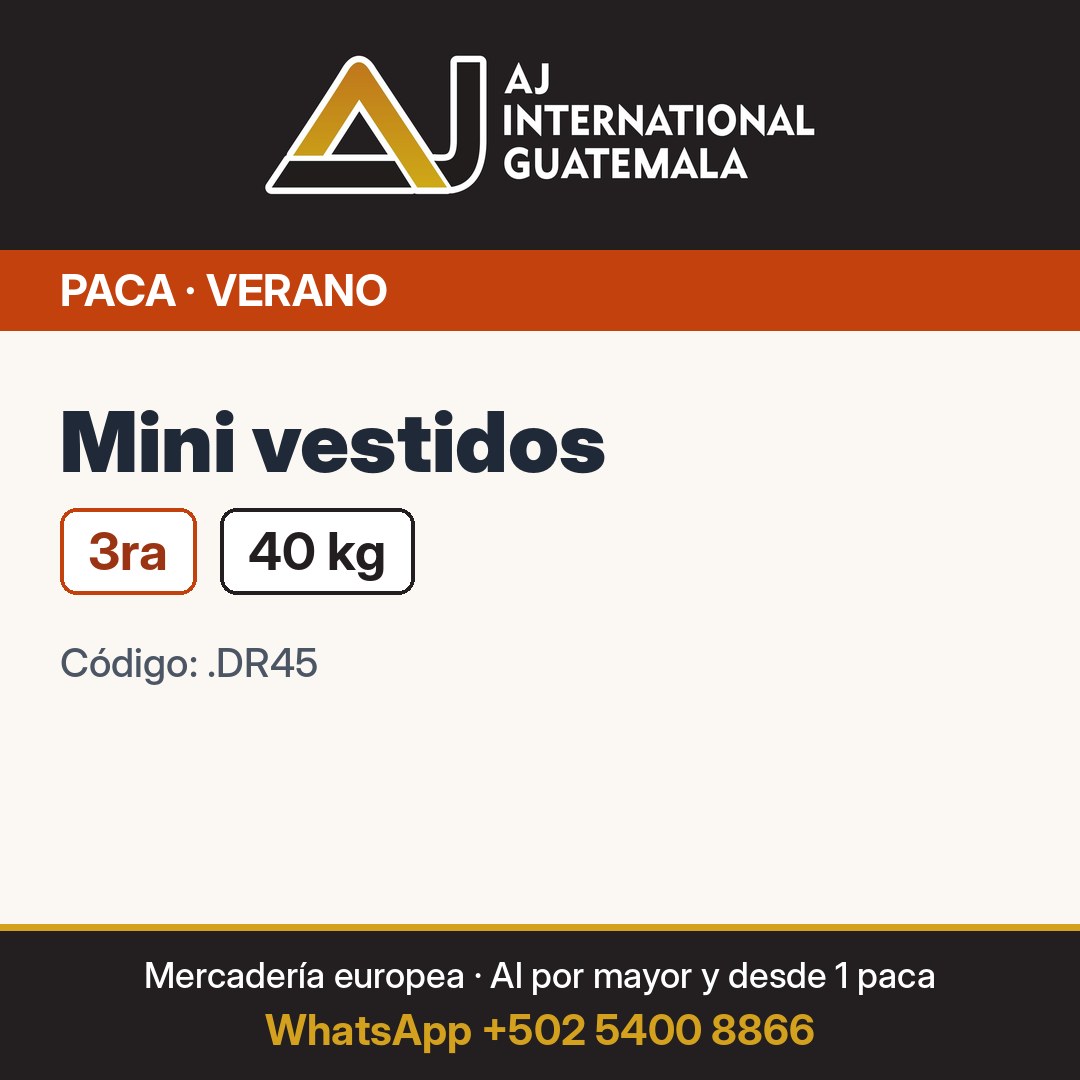 AJ
INTERNATIONAL
GUATEMALA
PACA · VERANO
Mini vestidos
3ra
40 kg
Código: .DR45
Mercadería europea · Al por mayor y desde 1 paca
WhatsApp +502 5400 8866